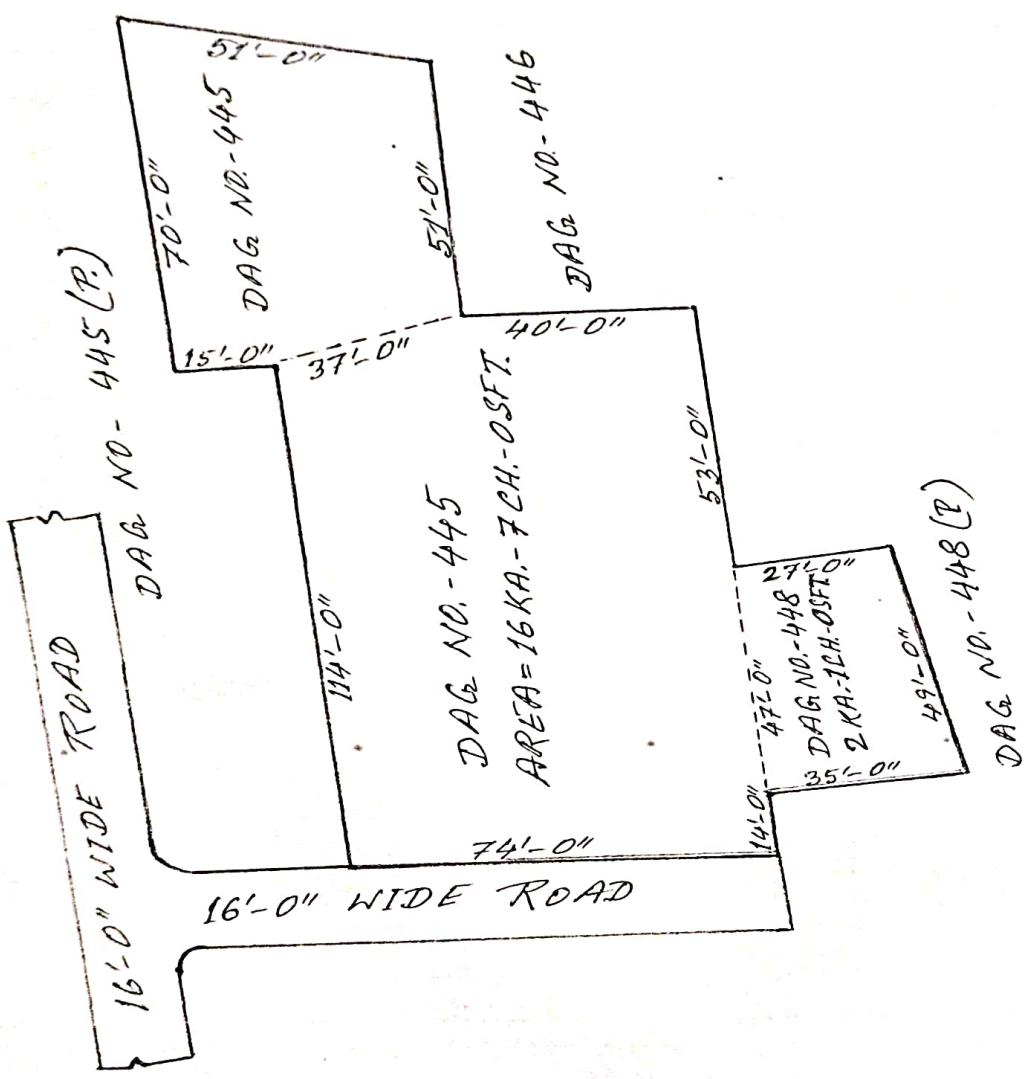 51'-0"
DAG NO.-445
70'-0"
51'-0"
DAG NO.-446
DAG NO- 445 (P.)
15'-0"
37'-0"
40'-0"
16'-0" WIDE ROAD
114'-0"
DAG NO.-445
AREA=16KA.-7CH.-0SFT.
53'-0"
27'-0"
47'-0"
DAG NO.-448
2KA.-1CH.-0SFT.
49'-0"
35'-0"
DAG NO.-448(P)
14'-0"
74'-0"
16'-0" WIDE ROAD